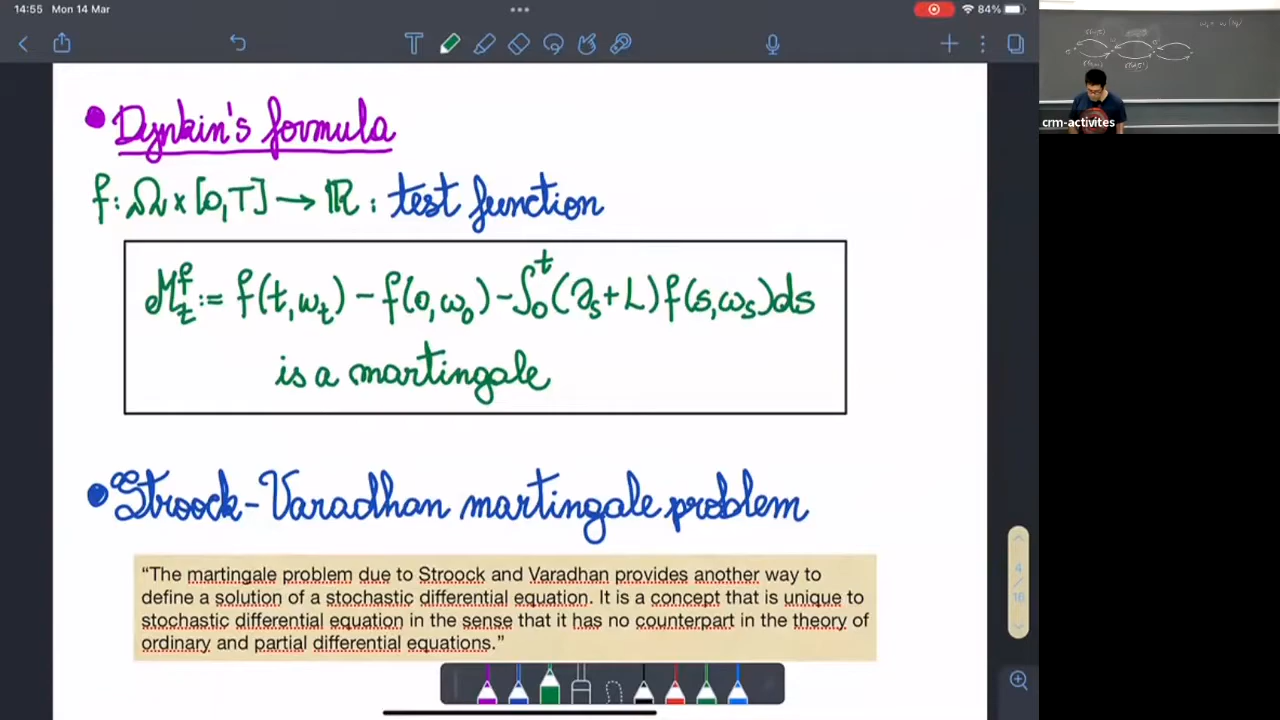 14:55 Mon 14 Mar
84%
• Dynkin's formula
f: Ω × [0,T] → ℝ : test function
M_t^f := f(t,ω_t) − f(0,ω_0) − ∫_0^t (∂_s + L) f(s,ω_s) ds
is a martingale
• Stroock-Varadhan martingale problem
“The martingale problem due to Stroock and Varadhan provides another way to
define a solution of a stochastic differential equation. It is a concept that is unique to
stochastic differential equation in the sense that it has no counterpart in the theory of
ordinary and partial differential equations.”
4
/
16
crm-activites